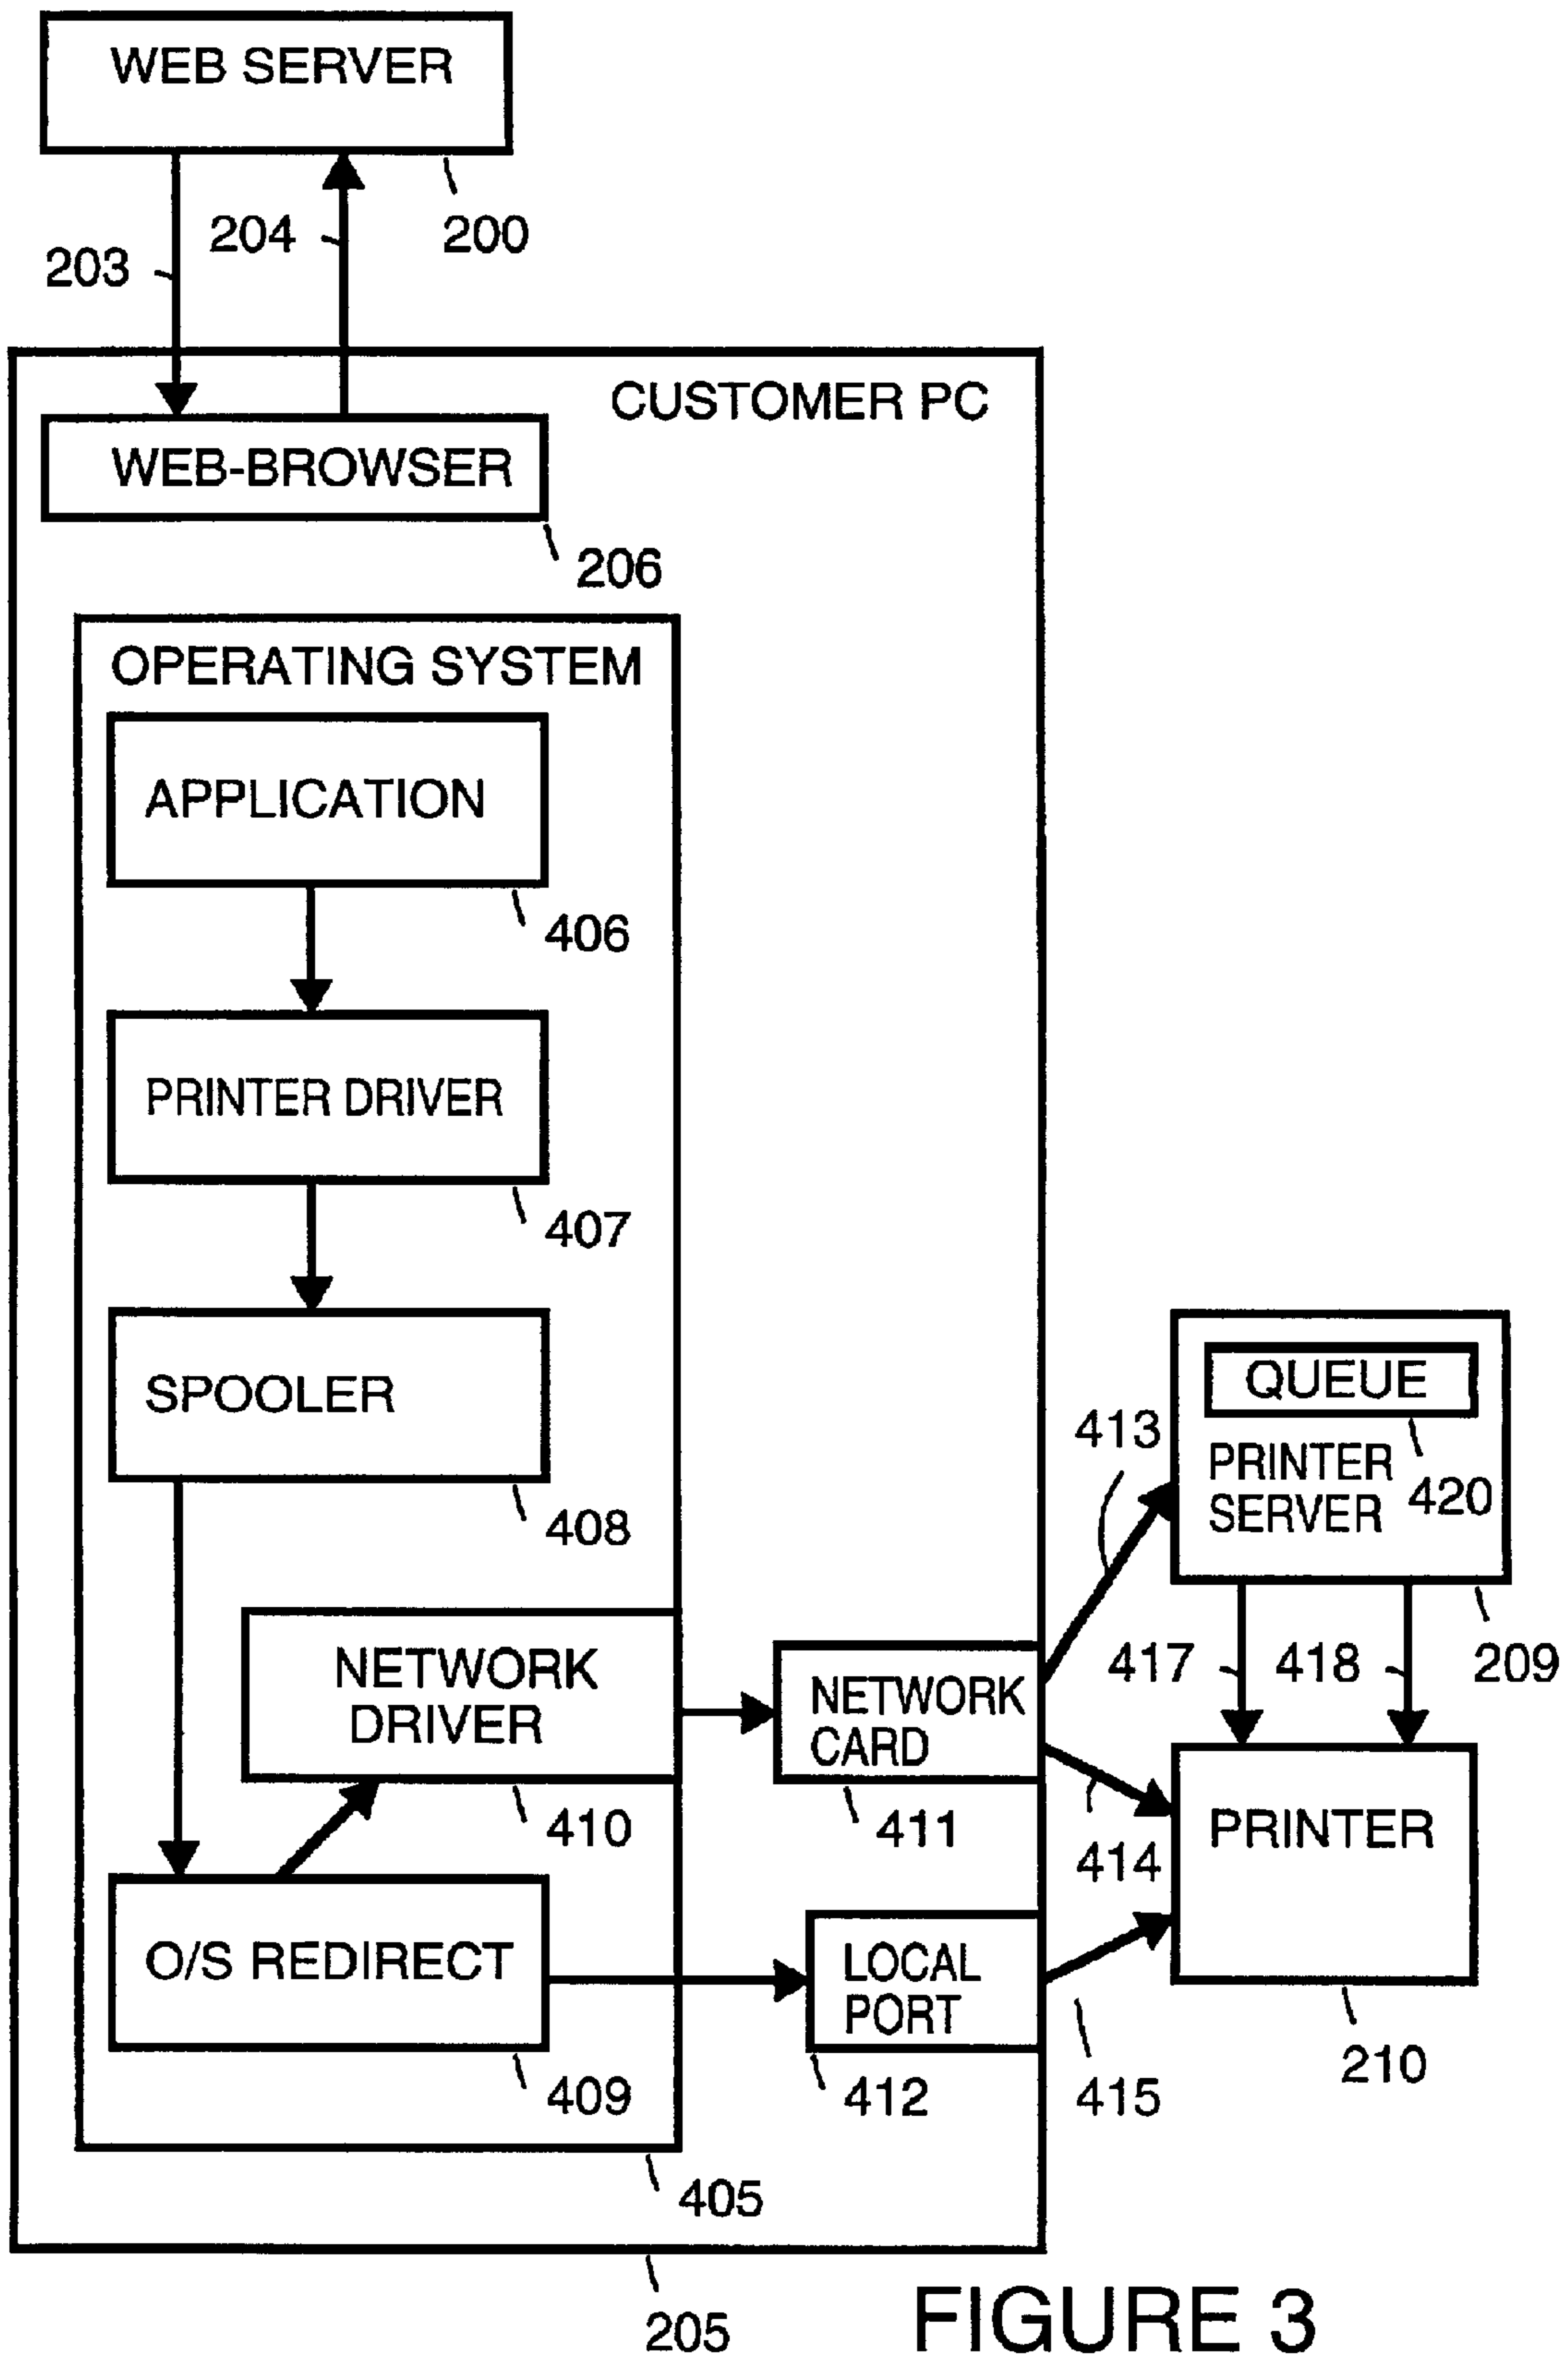 WEB SERVER
204
200
203
CUSTOMER PC
WEB-BROWSER
206
OPERATING SYSTEM
APPLICATION
406
PRINTER DRIVER
407
SPOOLER
408
QUEUE
413
PRINTER
SERVER
420
NETWORK
DRIVER
410
NETWORK
CARD
411
417
418
209
414
PRINTER
O/S REDIRECT
409
LOCAL
PORT
412
415
210
405
205
FIGURE 3